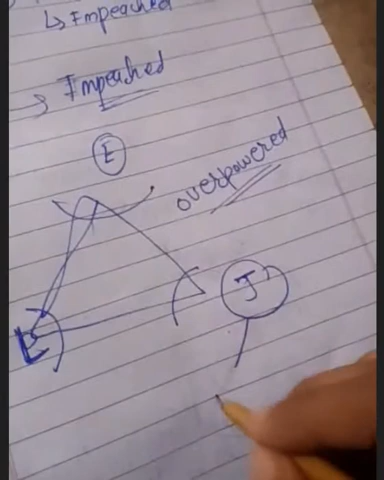 ↳ Impeached
→ Impeached
E
overpowered
L
J